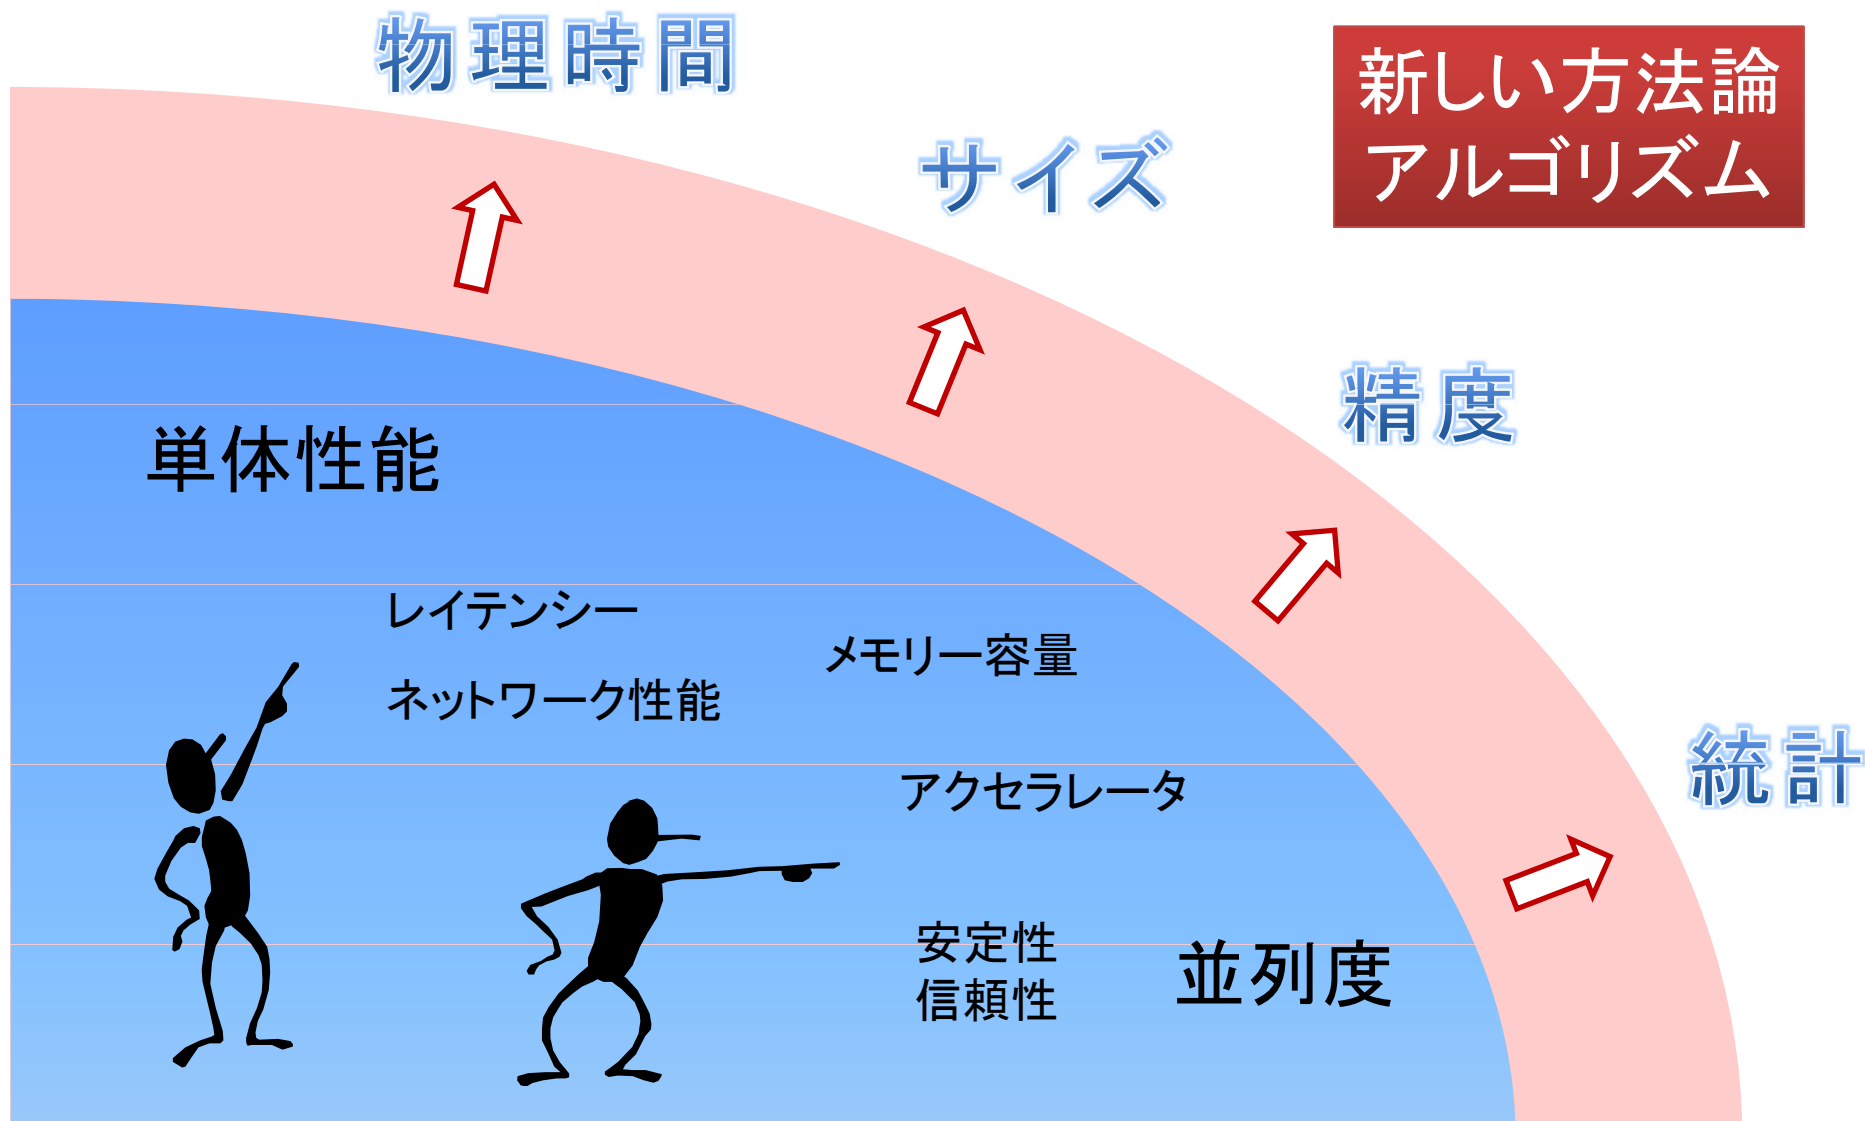 物理時間
新しい方法論
アルゴリズム
サイズ
精度
単体性能
レイテンシー
メモリー容量
ネットワーク性能
統計
アクセラレータ
安定性
信頼性
並列度